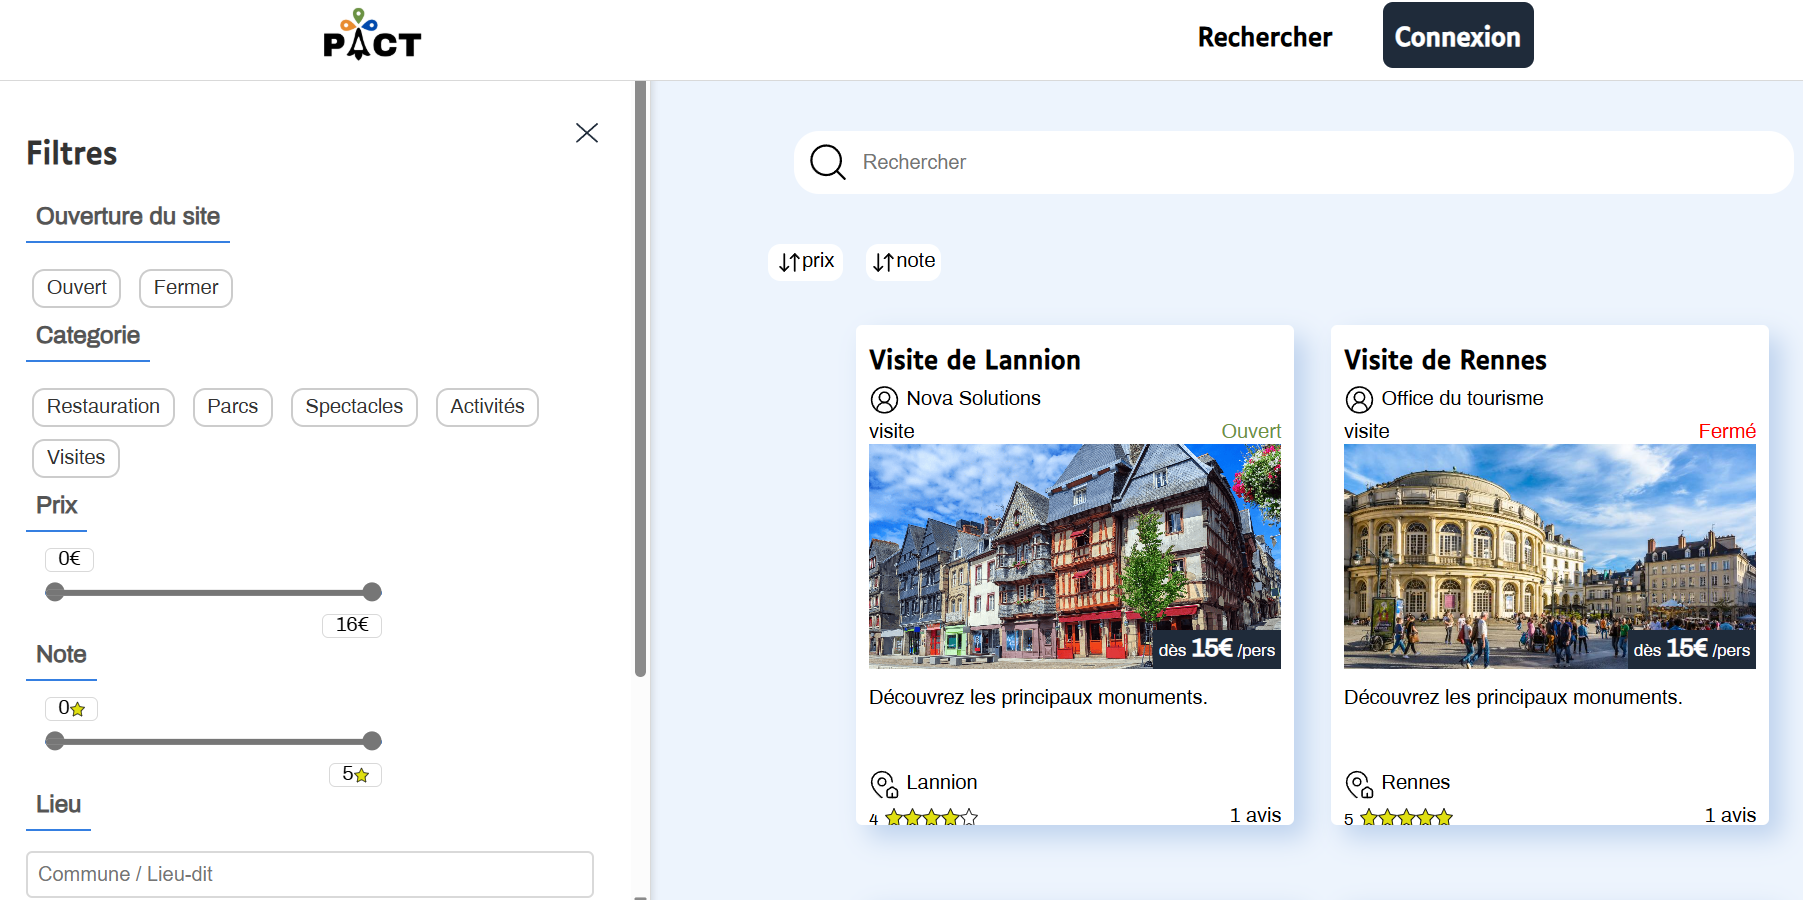 PACT
Rechercher
Connexion
Filtres
Ouverture du site
Ouvert
Fermer
Categorie
Restauration
Parcs
Spectacles
Activités
Visites
Prix
0€
16€
Note
0
5
Lieu
Commune / Lieu-dit
Rechercher
prix
note
Visite de Lannion
Nova Solutions
visite
Ouvert
dès 15€ /pers
Découvrez les principaux monuments.
Lannion
4
1 avis
Visite de Rennes
Office du tourisme
visite
Fermé
dès 15€ /pers
Découvrez les principaux monuments.
Rennes
5
1 avis